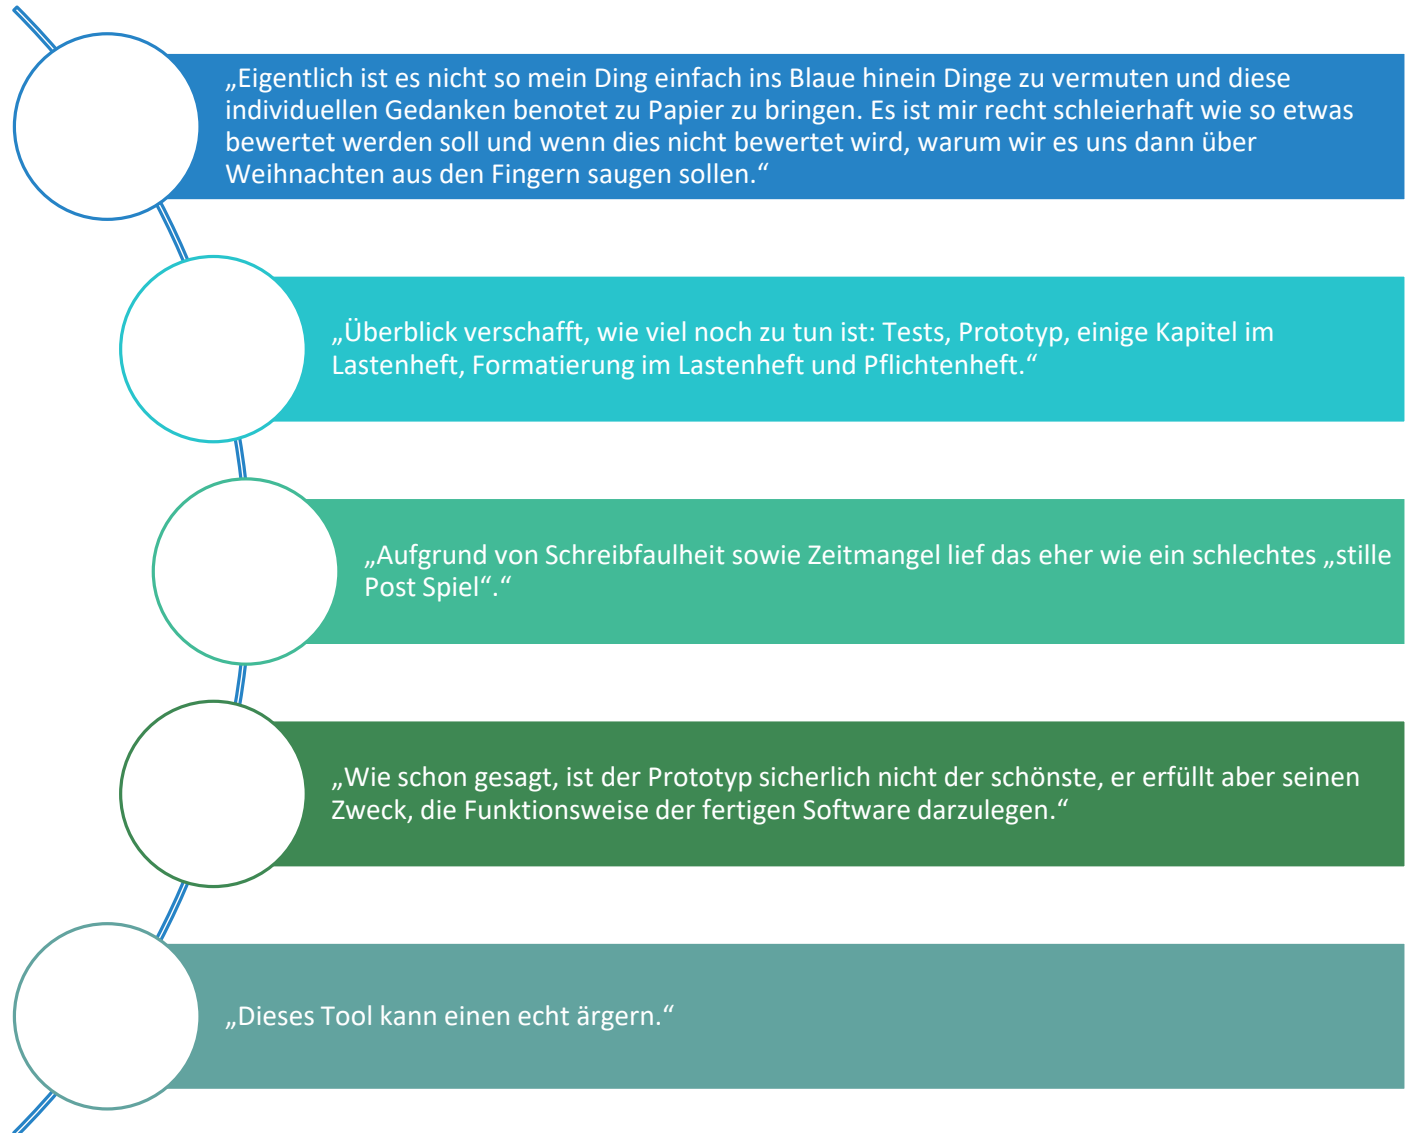 „Eigentlich ist es nicht so mein Ding einfach ins Blaue hinein Dinge zu vermuten und diese
individuellen Gedanken benotet zu Papier zu bringen. Es ist mir recht schleierhaft wie so etwas
bewertet werden soll und wenn dies nicht bewertet wird, warum wir es uns dann über
Weihnachten aus den Fingern saugen sollen.“
„Überblick verschafft, wie viel noch zu tun ist: Tests, Prototyp, einige Kapitel im
Lastenheft, Formatierung im Lastenheft und Pflichtenheft.“
„Aufgrund von Schreibfaulheit sowie Zeitmangel lief das eher wie ein schlechtes „stille
Post Spiel“.“
„Wie schon gesagt, ist der Prototyp sicherlich nicht der schönste, er erfüllt aber seinen
Zweck, die Funktionsweise der fertigen Software darzulegen.“
„Dieses Tool kann einen echt ärgern.“